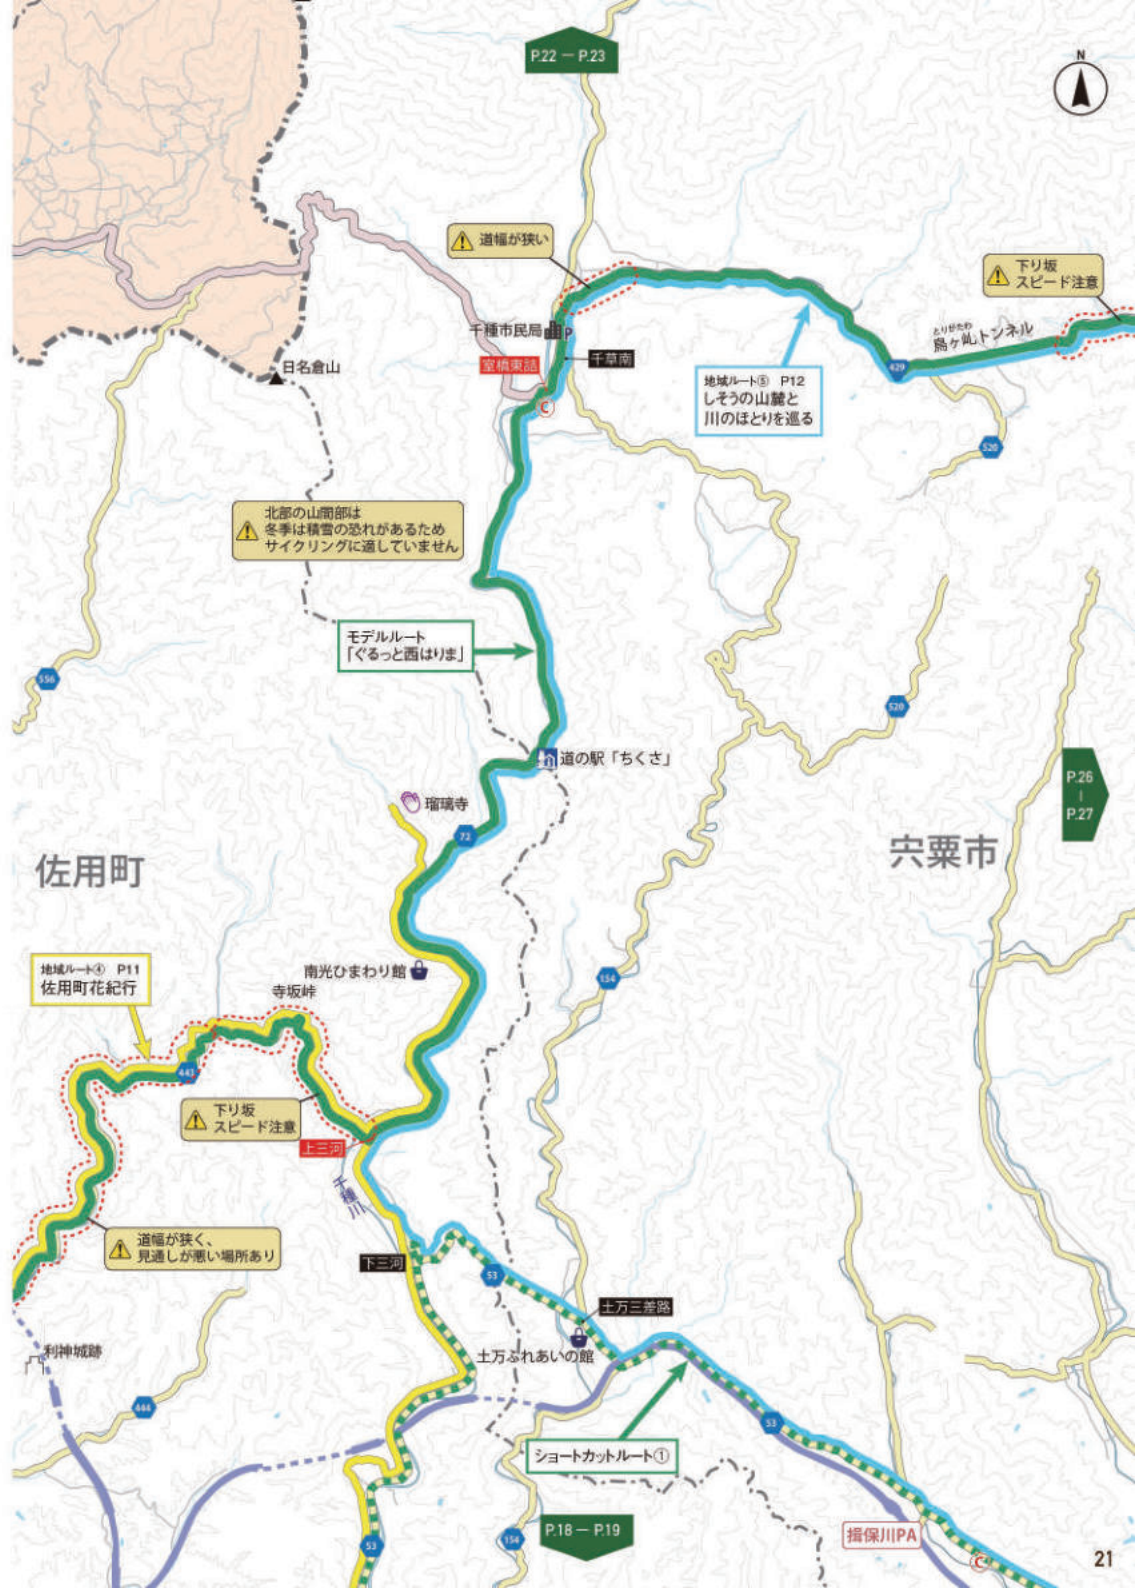 P.22 － P.23
N
道幅が狭い
下り坂
スピード注意
千種市民局
P
とりがたわ
鳥ヶ乢トンネル
室橋東詰
千草南
日名倉山
C
429
地域ルート⑤ P12
しそうの山麓と
川のほとりを巡る
520
北部の山間部は
冬季は積雪の恐れがあるため
サイクリングに適していません
モデルルート
「ぐるっと西はりま」
556
520
道の駅「ちくさ」
P.26
｜
P.27
瑠璃寺
72
佐用町
宍粟市
地域ルート④ P11
佐用町花紀行
南光ひまわり館
寺坂峠
154
443
下り坂
スピード注意
上三河
千種川
道幅が狭く、
見通しが悪い場所あり
下三河
53
土万三差路
利神城跡
土万ふれあいの館
444
53
ショートカットルート①
P.18 － P.19
154
53
揖保川PA
C
21